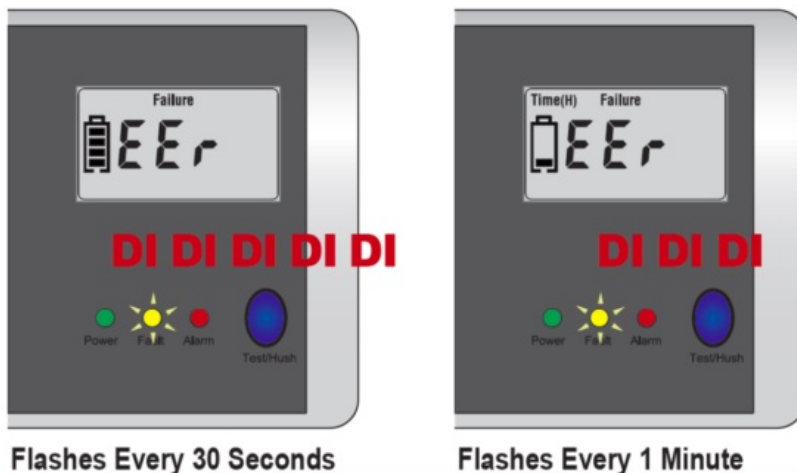 Failure
EEr
DI DI DI DI DI
Power Fault Alarm
Test/Hush
Flashes Every 30 Seconds
Time(H) Failure
EEr
DI DI DI
Power Fault Alarm
Test/Hush
Flashes Every 1 Minute